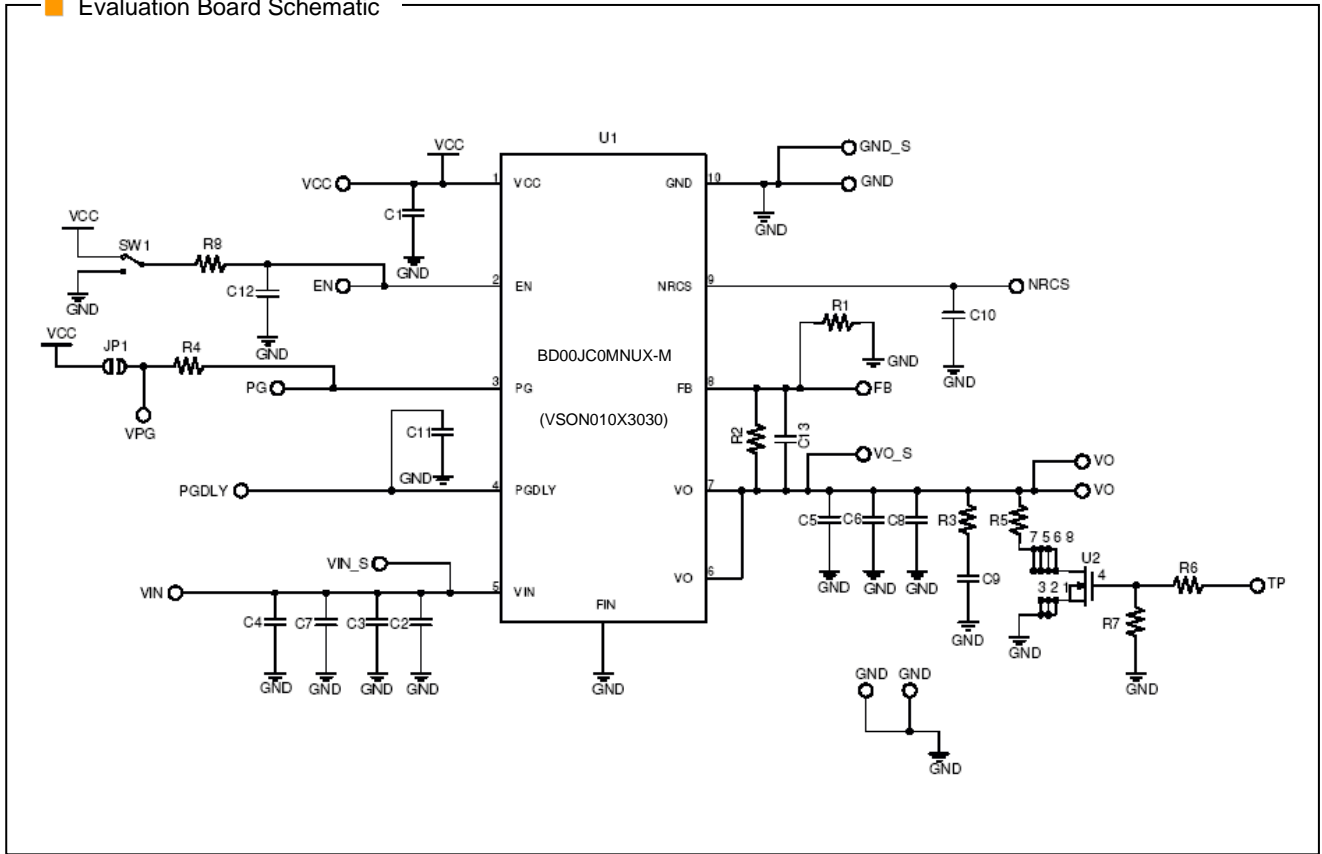 Evaluation Board Schematic
U1
VCC
VCC
1
VCC
C1
GND
GND
10
GND_S
GND
GND
VCC
SW1
R8
GND
C12
GND
EN
2
EN
NRCS
9
NRCS
C10
GND
R1
GND
BD00JC0MNUX-M
(VSON010X3030)
VCC
JP1
R4
VPG
PG
3
PG
FB
8
FB
C11
GND
R2
C13
VO_S
PGDLY
4
PGDLY
VO
7
VO
VO
C5
C6
C8
R3
R5
GND
GND
GND
C9
GND
7 5 6 8
U2
3 2 1
4
R6
TP
R7
GND
GND
VIN_S
VIN
5
VIN
VO
6
FIN
C4
C7
C3
C2
GND
GND
GND
GND
GND
GND
GND
GND